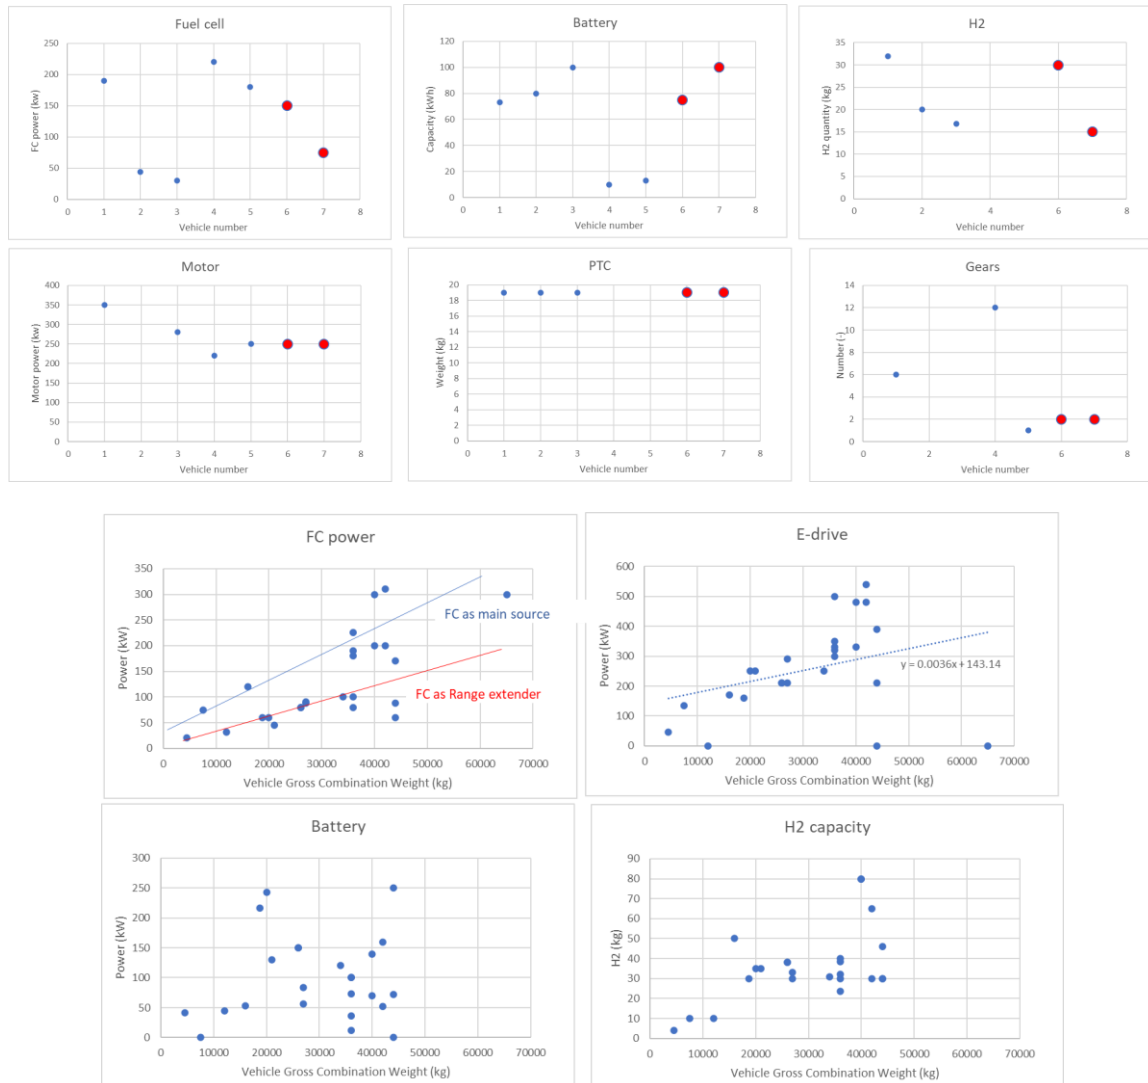 Fuel cell
FC power (kw)
250
200
150
100
50
0
0 1 2 3 4 5 6 7 8
Vehicle number
Battery
Capacity (kWh)
120
100
80
60
40
20
0
0 1 2 3 4 5 6 7 8
Vehicle number
H2
H2 quantity (kg)
35
30
25
20
15
10
5
0
0 2 4 6 8
Vehicle number
Motor
Motor power (kw)
400
350
300
250
200
150
100
50
0
0 1 2 3 4 5 6 7 8
Vehicle number
PTC
Weight (kg)
20
18
16
14
12
10
8
6
4
2
0
0 1 2 3 4 5 6 7 8
Vehicle number
Gears
Number (-)
14
12
10
8
6
4
2
0
0 2 4 6 8
Vehicle number
FC power
Power (kW)
350
300
250
200
150
100
50
0
FC as main source
FC as Range extender
0 10000 20000 30000 40000 50000 60000 70000
Vehicle Gross Combination Weight (kg)
E-drive
Power (kW)
600
500
400
300
200
100
0
y = 0.0036x + 143.14
0 10000 20000 30000 40000 50000 60000 70000
Vehicle Gross Combination Weight (kg)
Battery
Power (kW)
300
250
200
150
100
50
0
0 10000 20000 30000 40000 50000 60000 70000
Vehicle Gross Combination Weight (kg)
H2 capacity
H2 (kg)
90
80
70
60
50
40
30
20
10
0
0 10000 20000 30000 40000 50000 60000 70000
Vehicle Gross Combination Weight (kg)